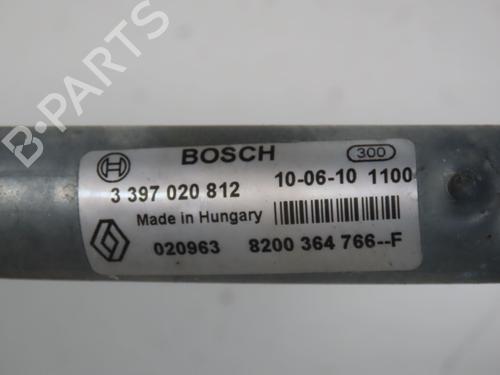 B-PARTS
BOSCH 300
3 397 020 812 10-06-10 1100
Made in Hungary
020963 8200 364 766--F